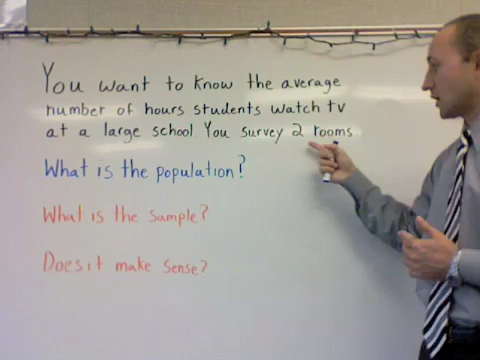 You want to know the average
number of hours students watch tv
at a large school You survey 2 rooms
What is the population?
What is the sample?
Does it make sense?